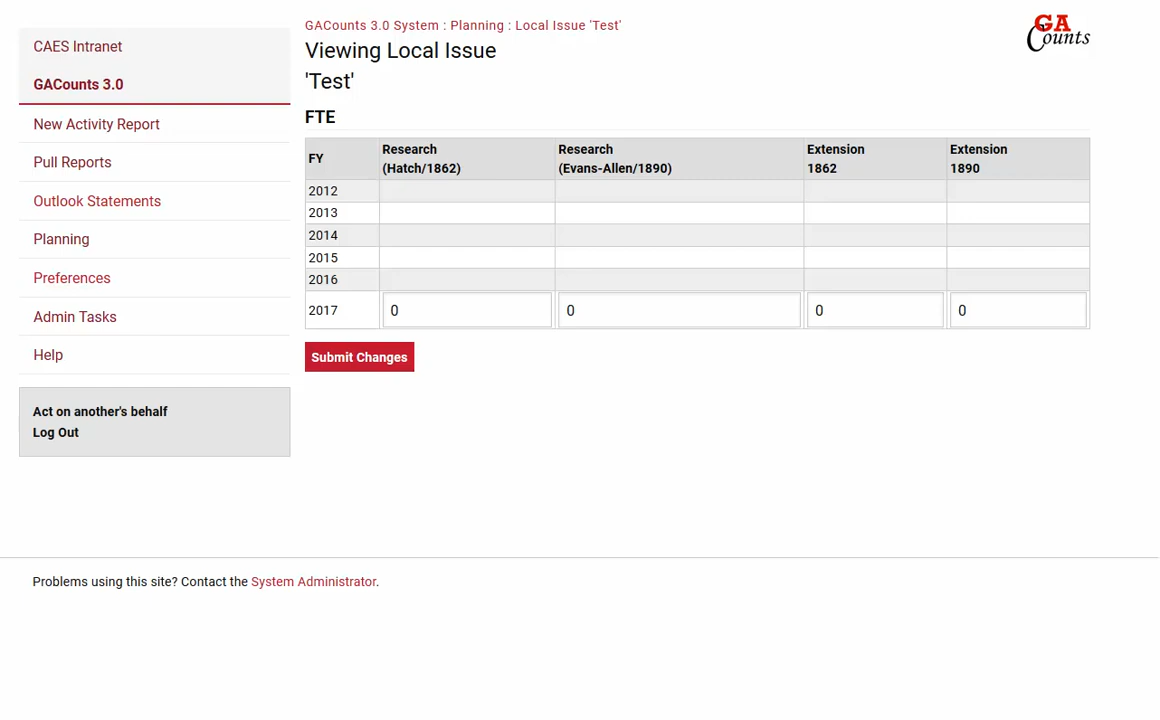 CAES Intranet
GACounts 3.0
New Activity Report
Pull Reports
Outlook Statements
Planning
Preferences
Admin Tasks
Help
Act on another's behalf
Log Out
GACounts 3.0 System : Planning : Local Issue 'Test'
Viewing Local Issue
'Test'
GA
Counts
FTE
FY Research (Hatch/1862) Research (Evans-Allen/1890) Extension 1862 Extension 1890
2012
2013
2014
2015
2016
2017 0 0 0 0
Submit Changes
Problems using this site? Contact the System Administrator.